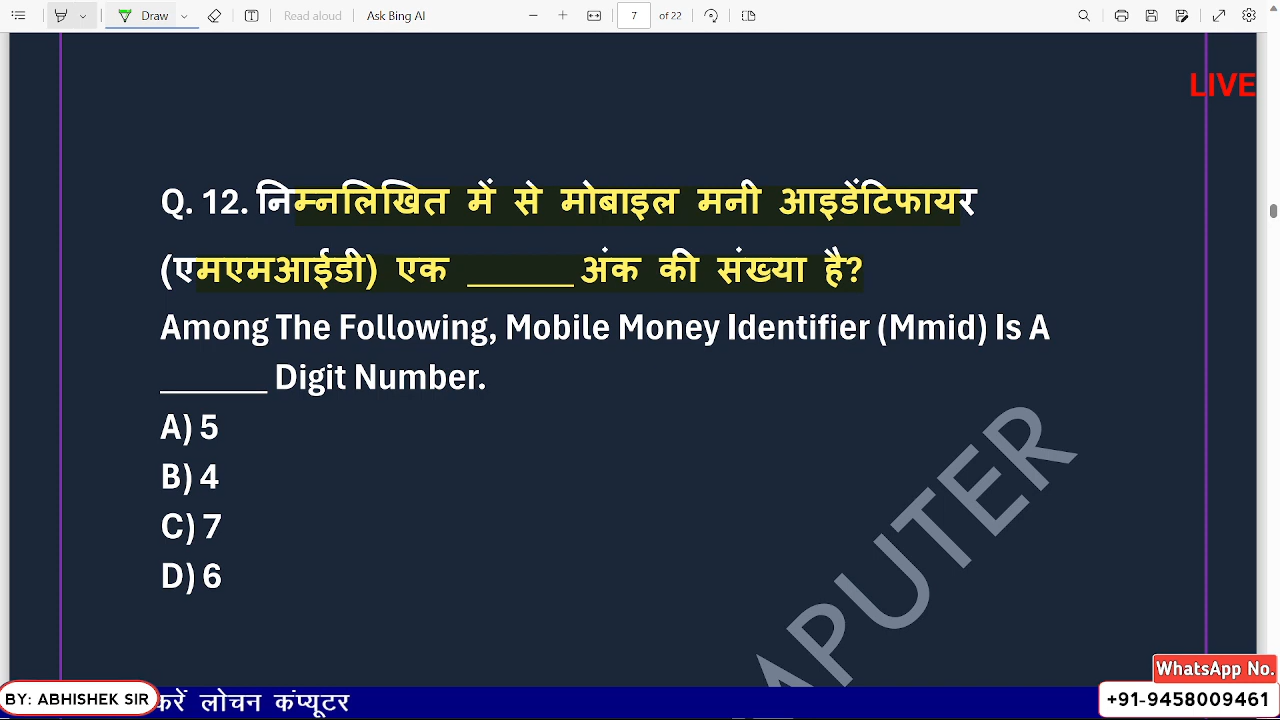 Read aloud Ask Bing AI 7 of 22
Draw
LIVE
Q. 12. निम्नलिखित में से मोबाइल मनी आइडेंटिफायर
(एमएमआईडी) एक ______ अंक की संख्या है?
Among The Following, Mobile Money Identifier (Mmid) Is A
______ Digit Number.
A) 5
B) 4
C) 7
D) 6
APUTER
WhatsApp No.
BY: ABHISHEK SIR करें लोचन कंप्यूटर +91-9458009461